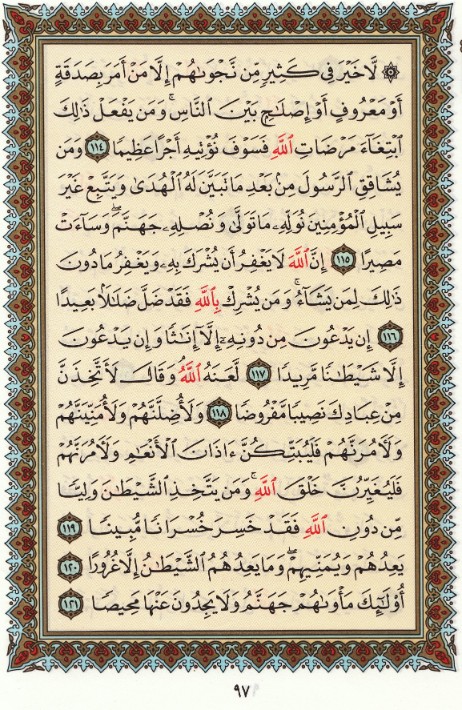 ۞ لَّا خَيْرَ فِى كَثِيرٍ مِّن نَّجْوَىٰهُمْ إِلَّا مَنْ أَمَرَ بِصَدَقَةٍ
أَوْ مَعْرُوفٍ أَوْ إِصْلَـٰحٍۭ بَيْنَ ٱلنَّاسِ ۚ وَمَن يَفْعَلْ ذَٰلِكَ
ٱبْتِغَآءَ مَرْضَاتِ ٱللَّهِ فَسَوْفَ نُؤْتِيهِ أَجْرًا عَظِيمًا ١١٤ وَمَن
يُشَاقِقِ ٱلرَّسُولَ مِنۢ بَعْدِ مَا تَبَيَّنَ لَهُ ٱلْهُدَىٰ وَيَتَّبِعْ غَيْرَ
سَبِيلِ ٱلْمُؤْمِنِينَ نُوَلِّهِۦ مَا تَوَلَّىٰ وَنُصْلِهِۦ جَهَنَّمَ ۖ وَسَآءَتْ
مَصِيرًا ١١٥ إِنَّ ٱللَّهَ لَا يَغْفِرُ أَن يُشْرَكَ بِهِۦ وَيَغْفِرُ مَا دُونَ
ذَٰلِكَ لِمَن يَشَآءُ ۚ وَمَن يُشْرِكْ بِٱللَّهِ فَقَدْ ضَلَّ ضَلَـٰلًۢا بَعِيدًا
١١٦ إِن يَدْعُونَ مِن دُونِهِۦٓ إِلَّآ إِنَـٰثًا وَإِن يَدْعُونَ
إِلَّا شَيْطَـٰنًا مَّرِيدًا ١١٧ لَّعَنَهُ ٱللَّهُ ۘ وَقَالَ لَأَتَّخِذَنَّ
مِنْ عِبَادِكَ نَصِيبًا مَّفْرُوضًا ١١٨ وَلَأُضِلَّنَّهُمْ وَلَأُمَنِّيَنَّهُمْ
وَلَـَٔامُرَنَّهُمْ فَلَيُبَتِّكُنَّ ءَاذَانَ ٱلْأَنْعَـٰمِ وَلَـَٔامُرَنَّهُمْ
فَلَيُغَيِّرُنَّ خَلْقَ ٱللَّهِ ۚ وَمَن يَتَّخِذِ ٱلشَّيْطَـٰنَ وَلِيًّا
مِّن دُونِ ٱللَّهِ فَقَدْ خَسِرَ خُسْرَانًا مُّبِينًا ١١٩
يَعِدُهُمْ وَيُمَنِّيهِمْ ۖ وَمَا يَعِدُهُمُ ٱلشَّيْطَـٰنُ إِلَّا غُرُورًا ١٢٠
أُو۟لَـٰٓئِكَ مَأْوَىٰهُمْ جَهَنَّمُ وَلَا يَجِدُونَ عَنْهَا مَحِيصًا ١٢١
٩٧